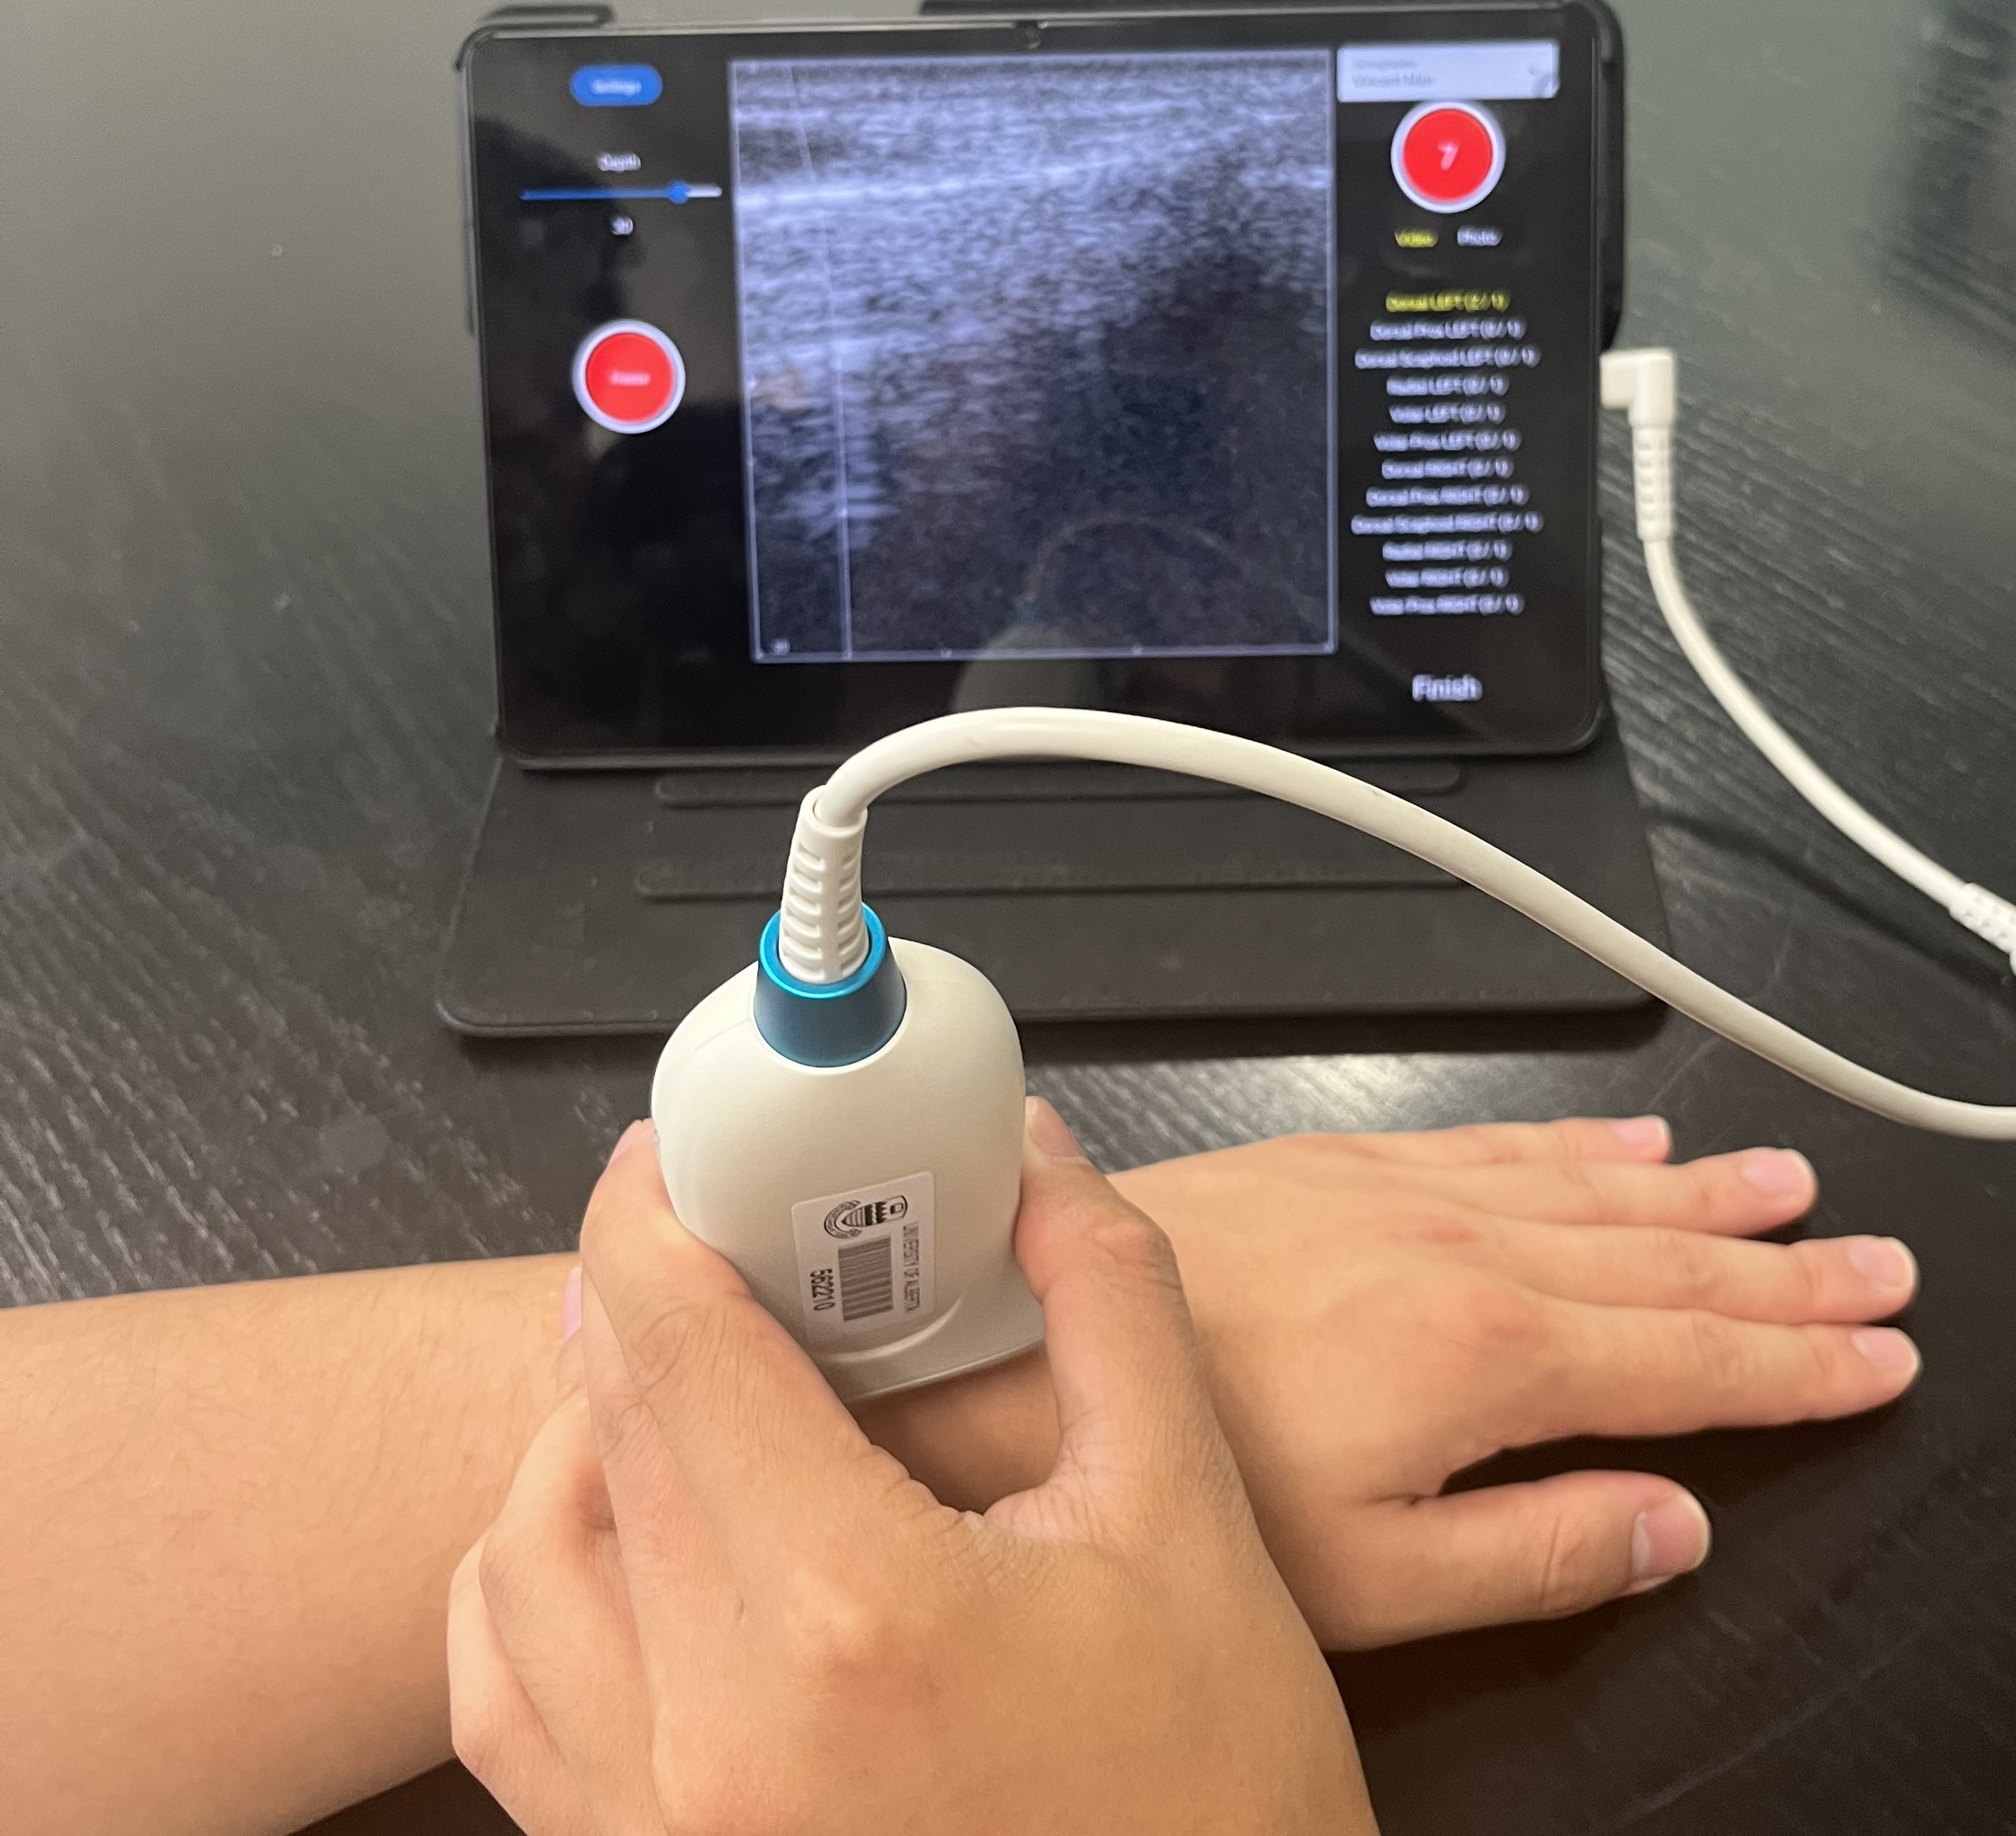 Settings
Depth
30
7
Video Photo
Dorsal LEFT (2 / 1)
Dorsal Prox LEFT (0 / 1)
Dorsal Scaphoid LEFT (0 / 1)
Radial LEFT (0 / 1)
Volar LEFT (0 / 1)
Volar Prox LEFT (0 / 1)
Dorsal RIGHT (0 / 1)
Dorsal Prox RIGHT (0 / 1)
Dorsal Scaphoid RIGHT (0 / 1)
Radial RIGHT (0 / 1)
Volar RIGHT (0 / 1)
Volar Prox RIGHT (0 / 1)
Finish
UNIVERSITY OF ALBERTA
562210